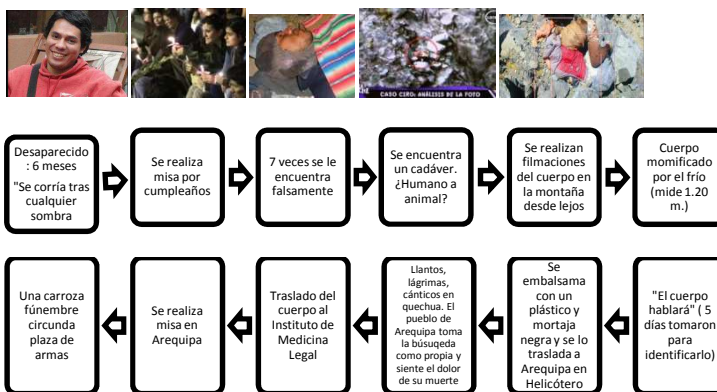 CASO CIRO: ANÁLISIS DE LA FOTO
Desaparecido
: 6 meses
"Se corría tras
cualquier
sombra
Se realiza
misa por
cumpleaños
7 veces se le
encuentra
falsamente
Se encuentra
un cadáver.
¿Humano a
animal?
Se realizan
filmaciones
del cuerpo en
la montaña
desde lejos
Cuerpo
momificado
por el frío
(mide 1.20
m.)
Una carroza
fúnembre
circunda
plaza de
armas
Se realiza
misa en
Arequipa
Traslado del
cuerpo al
Instituto de
Medicina
Legal
Llantos,
lágrimas,
cánticos en
quechua. El
pueblo de
Arequipa toma
la búsuqeda
como propia y
siente el dolor
de su muerte
Se
embalsama
con un
plástico y
mortaja
negra y se lo
traslada a
Arequipa en
Helicótero
"El cuerpo
hablará" ( 5
días tomaron
para
identificarlo)